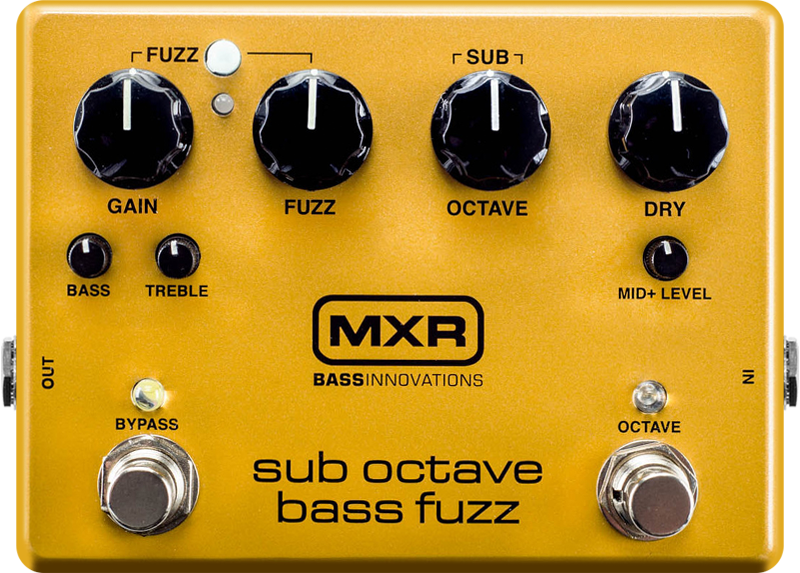 FUZZ
SUB
GAIN
FUZZ
OCTAVE
DRY
BASS
TREBLE
MID+ LEVEL
MXR
BASSINNOVATIONS
OUT
IN
BYPASS
OCTAVE
sub octave
bass fuzz